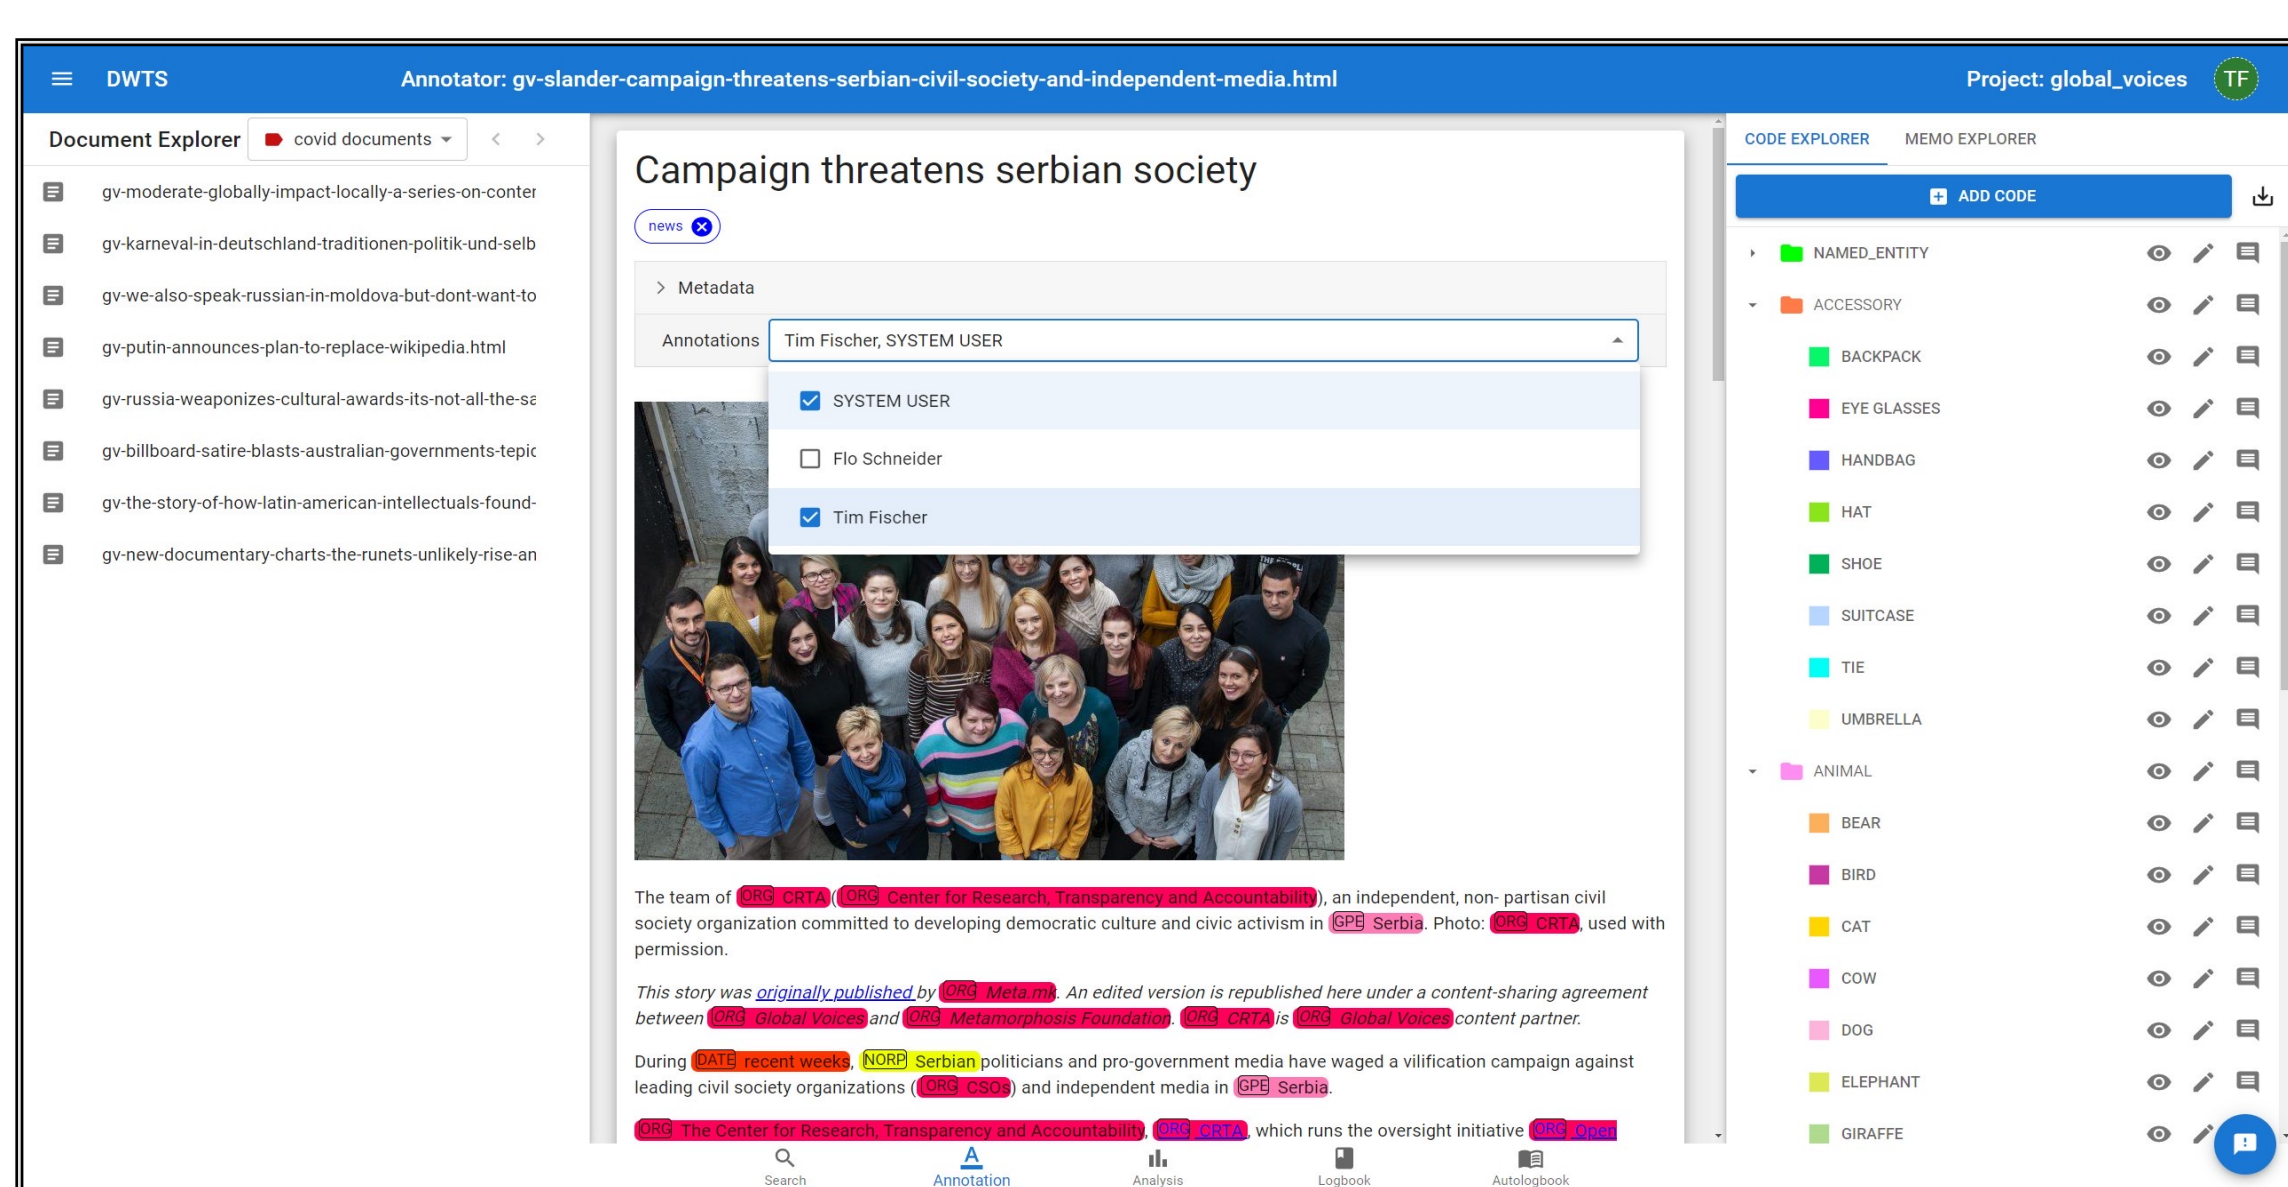 DWTS
Annotator: gv-slander-campaign-threatens-serbian-civil-society-and-independent-media.html
Project: global_voices
TF
Document Explorer
covid documents
gv-moderate-globally-impact-locally-a-series-on-conter
gv-karneval-in-deutschland-traditionen-politik-und-selb
gv-we-also-speak-russian-in-moldova-but-dont-want-to
gv-putin-announces-plan-to-replace-wikipedia.html
gv-russia-weaponizes-cultural-awards-its-not-all-the-sa
gv-billboard-satire-blasts-australian-governments-tepic
gv-the-story-of-how-latin-american-intellectuals-found-
gv-new-documentary-charts-the-runets-unlikely-rise-an
Campaign threatens serbian society
news
Metadata
Annotations Tim Fischer, SYSTEM USER
SYSTEM USER
Flo Schneider
Tim Fischer
The team of ORG CRTA (ORG Center for Research, Transparency and Accountability), an independent, non- partisan civil
society organization committed to developing democratic culture and civic activism in GPE Serbia. Photo: ORG CRTA, used with
permission.
This story was originally published by ORG Meta.mk. An edited version is republished here under a content-sharing agreement
between ORG Global Voices and ORG Metamorphosis Foundation. ORG CRTA is ORG Global Voices content partner.
During DATE recent weeks, NORP Serbian politicians and pro-government media have waged a vilification campaign against
leading civil society organizations (ORG CSOs) and independent media in GPE Serbia.
ORG The Center for Research, Transparency and Accountability, ORG CRTA, which runs the oversight initiative ORG Open
CODE EXPLORER
MEMO EXPLORER
ADD CODE
NAMED_ENTITY
ACCESSORY
BACKPACK
EYE GLASSES
HANDBAG
HAT
SHOE
SUITCASE
TIE
UMBRELLA
ANIMAL
BEAR
BIRD
CAT
COW
DOG
ELEPHANT
GIRAFFE
Search
Annotation
Analysis
Logbook
Autologbook